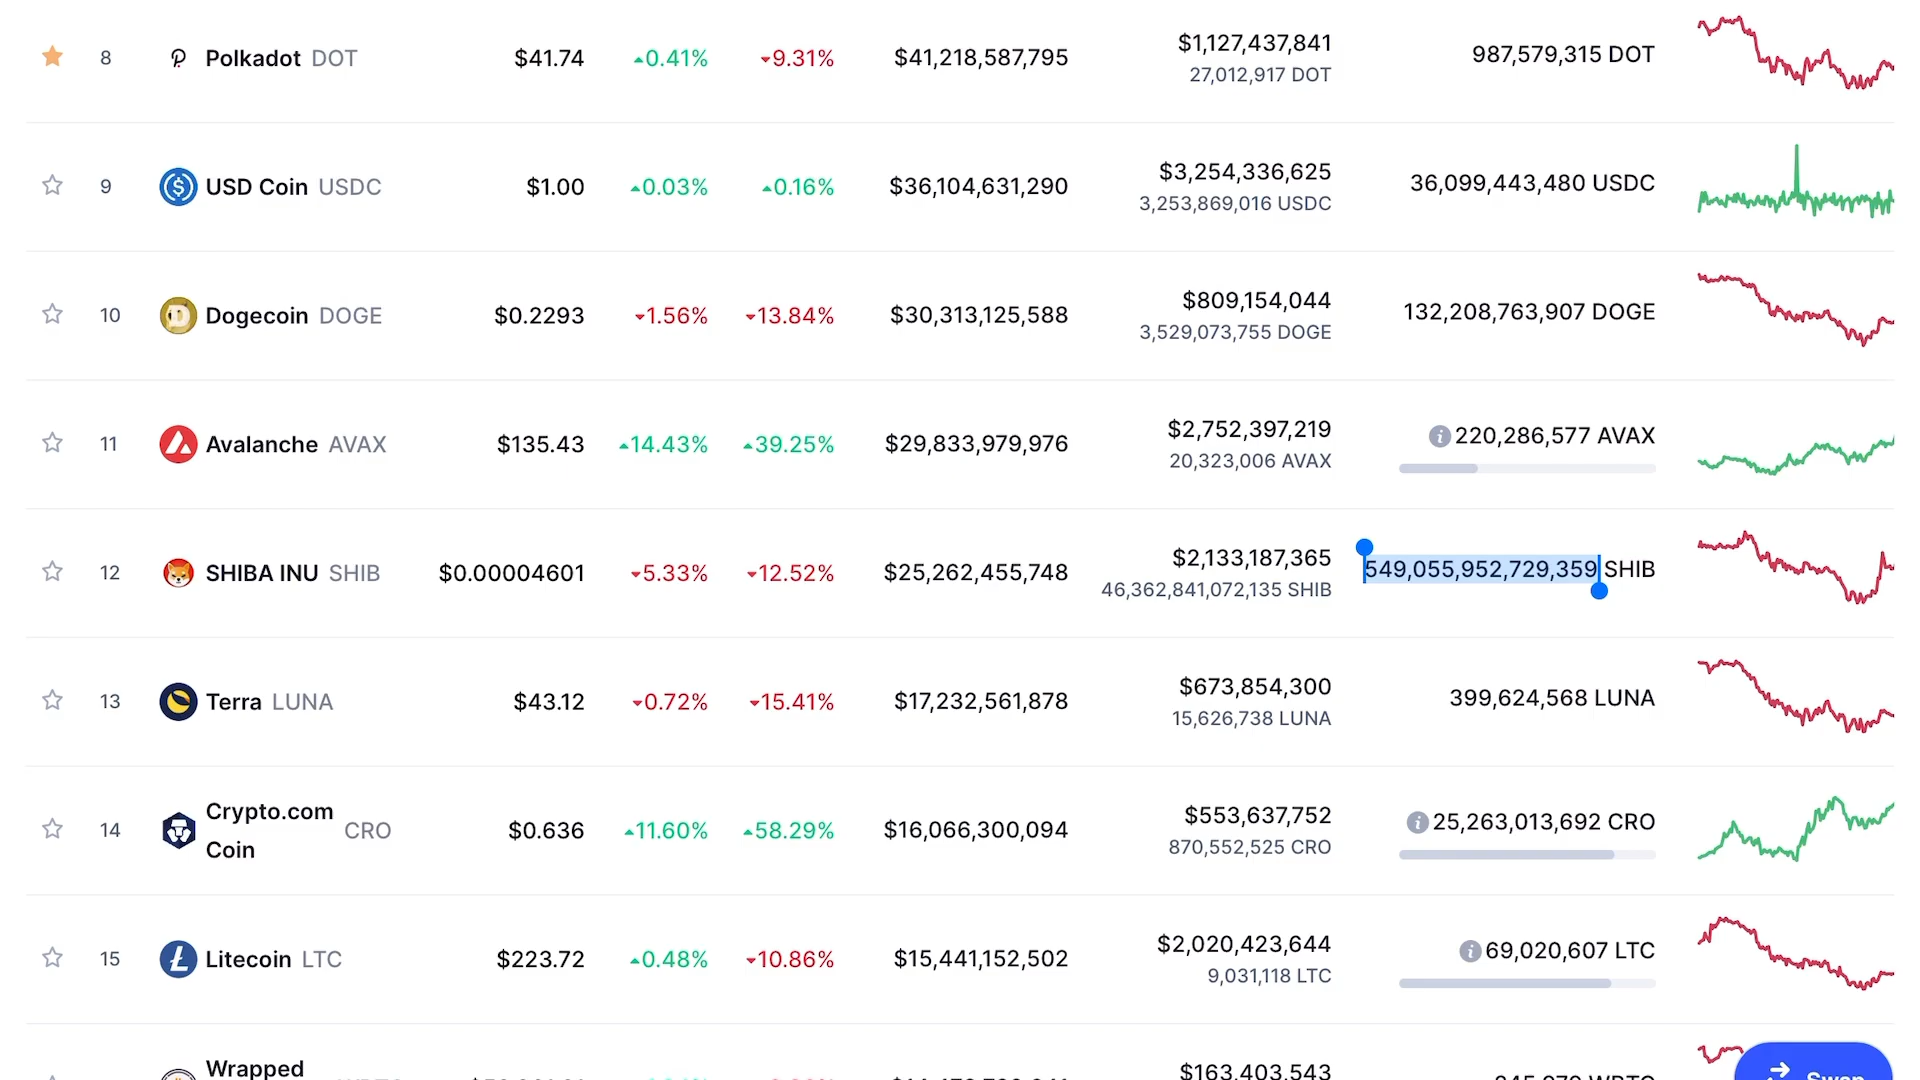 8 Polkadot DOT $41.74 0.41% 9.31% $41,218,587,795 $1,127,437,841 987,579,315 DOT
27,012,917 DOT
9 USD Coin USDC $1.00 0.03% 0.16% $36,104,631,290 $3,254,336,625 36,099,443,480 USDC
3,253,869,016 USDC
10 Dogecoin DOGE $0.2293 1.56% 13.84% $30,313,125,588 $809,154,044 132,208,763,907 DOGE
3,529,073,755 DOGE
11 Avalanche AVAX $135.43 14.43% 39.25% $29,833,979,976 $2,752,397,219 220,286,577 AVAX
20,323,006 AVAX
12 SHIBA INU SHIB $0.00004601 5.33% 12.52% $25,262,455,748 $2,133,187,365 549,055,952,729,359 SHIB
46,362,841,072,135 SHIB
13 Terra LUNA $43.12 0.72% 15.41% $17,232,561,878 $673,854,300 399,624,568 LUNA
15,626,738 LUNA
14 Crypto.com Coin CRO $0.636 11.60% 58.29% $16,066,300,094 $553,637,752 25,263,013,692 CRO
870,552,525 CRO
15 Litecoin LTC $223.72 0.48% 10.86% $15,441,152,502 $2,020,423,644 69,020,607 LTC
9,031,118 LTC
Wrapped $163,403,543
Swap